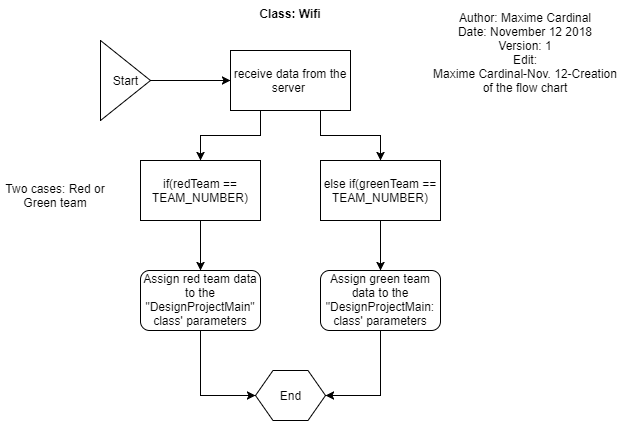 Class: Wifi
Author: Maxime Cardinal
Date: November 12 2018
Version: 1
Edit:
Maxime Cardinal-Nov. 12-Creation
of the flow chart
Start
receive data from the
server
Two cases: Red or
Green team
if(redTeam ==
TEAM_NUMBER)
else if(greenTeam ==
TEAM_NUMBER)
Assign red team data
to the
"DesignProjectMain"
class' parameters
Assign green team
data to the
"DesignProjectMain:
class' parameters
End